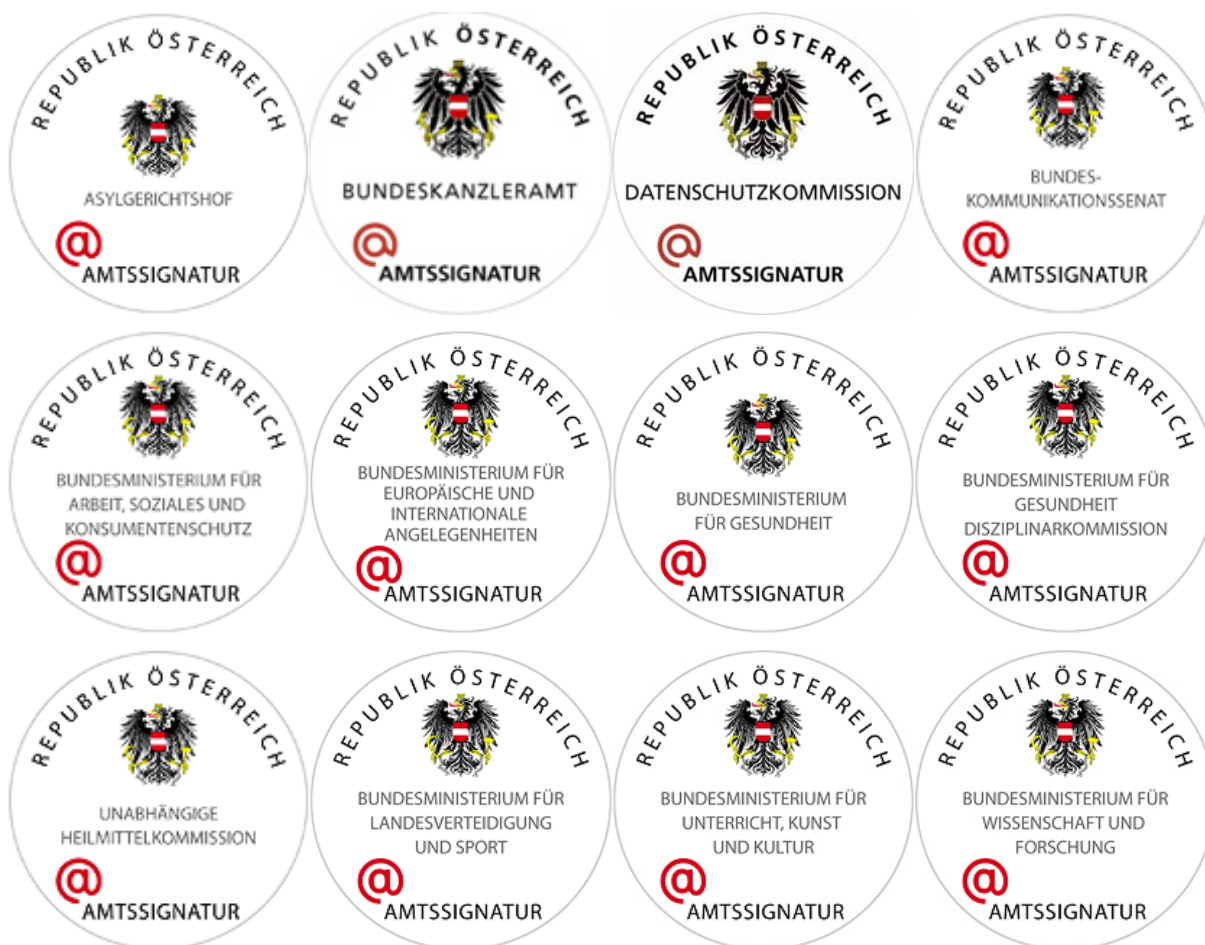 REPUBLIK ÖSTERREICH
ASYLGERICHTSHOF
@
AMTSSIGNATUR
REPUBLIK ÖSTERREICH
BUNDESKANZLERAMT
@
AMTSSIGNATUR
REPUBLIK ÖSTERREICH
DATENSCHUTZKOMMISSION
@
AMTSSIGNATUR
REPUBLIK ÖSTERREICH
BUNDES-
KOMMUNIKATIONSSENAT
@
AMTSSIGNATUR
REPUBLIK ÖSTERREICH
BUNDESMINISTERIUM FÜR
ARBEIT, SOZIALES UND
KONSUMENTENSCHUTZ
@
AMTSSIGNATUR
REPUBLIK ÖSTERREICH
BUNDESMINISTERIUM FÜR
EUROPÄISCHE UND
INTERNATIONALE
ANGELEGENHEITEN
@
AMTSSIGNATUR
REPUBLIK ÖSTERREICH
BUNDESMINISTERIUM
FÜR GESUNDHEIT
@
AMTSSIGNATUR
REPUBLIK ÖSTERREICH
BUNDESMINISTERIUM FÜR
GESUNDHEIT
DISZIPLINARKOMMISSION
@
AMTSSIGNATUR
REPUBLIK ÖSTERREICH
UNABHÄNGIGE
HEILMITTELKOMMISSION
@
AMTSSIGNATUR
REPUBLIK ÖSTERREICH
BUNDESMINISTERIUM FÜR
LANDESVERTEIDIGUNG
UND SPORT
@
AMTSSIGNATUR
REPUBLIK ÖSTERREICH
BUNDESMINISTERIUM FÜR
UNTERRICHT, KUNST
UND KULTUR
@
AMTSSIGNATUR
REPUBLIK ÖSTERREICH
BUNDESMINISTERIUM FÜR
WISSENSCHAFT UND
FORSCHUNG
@
AMTSSIGNATUR